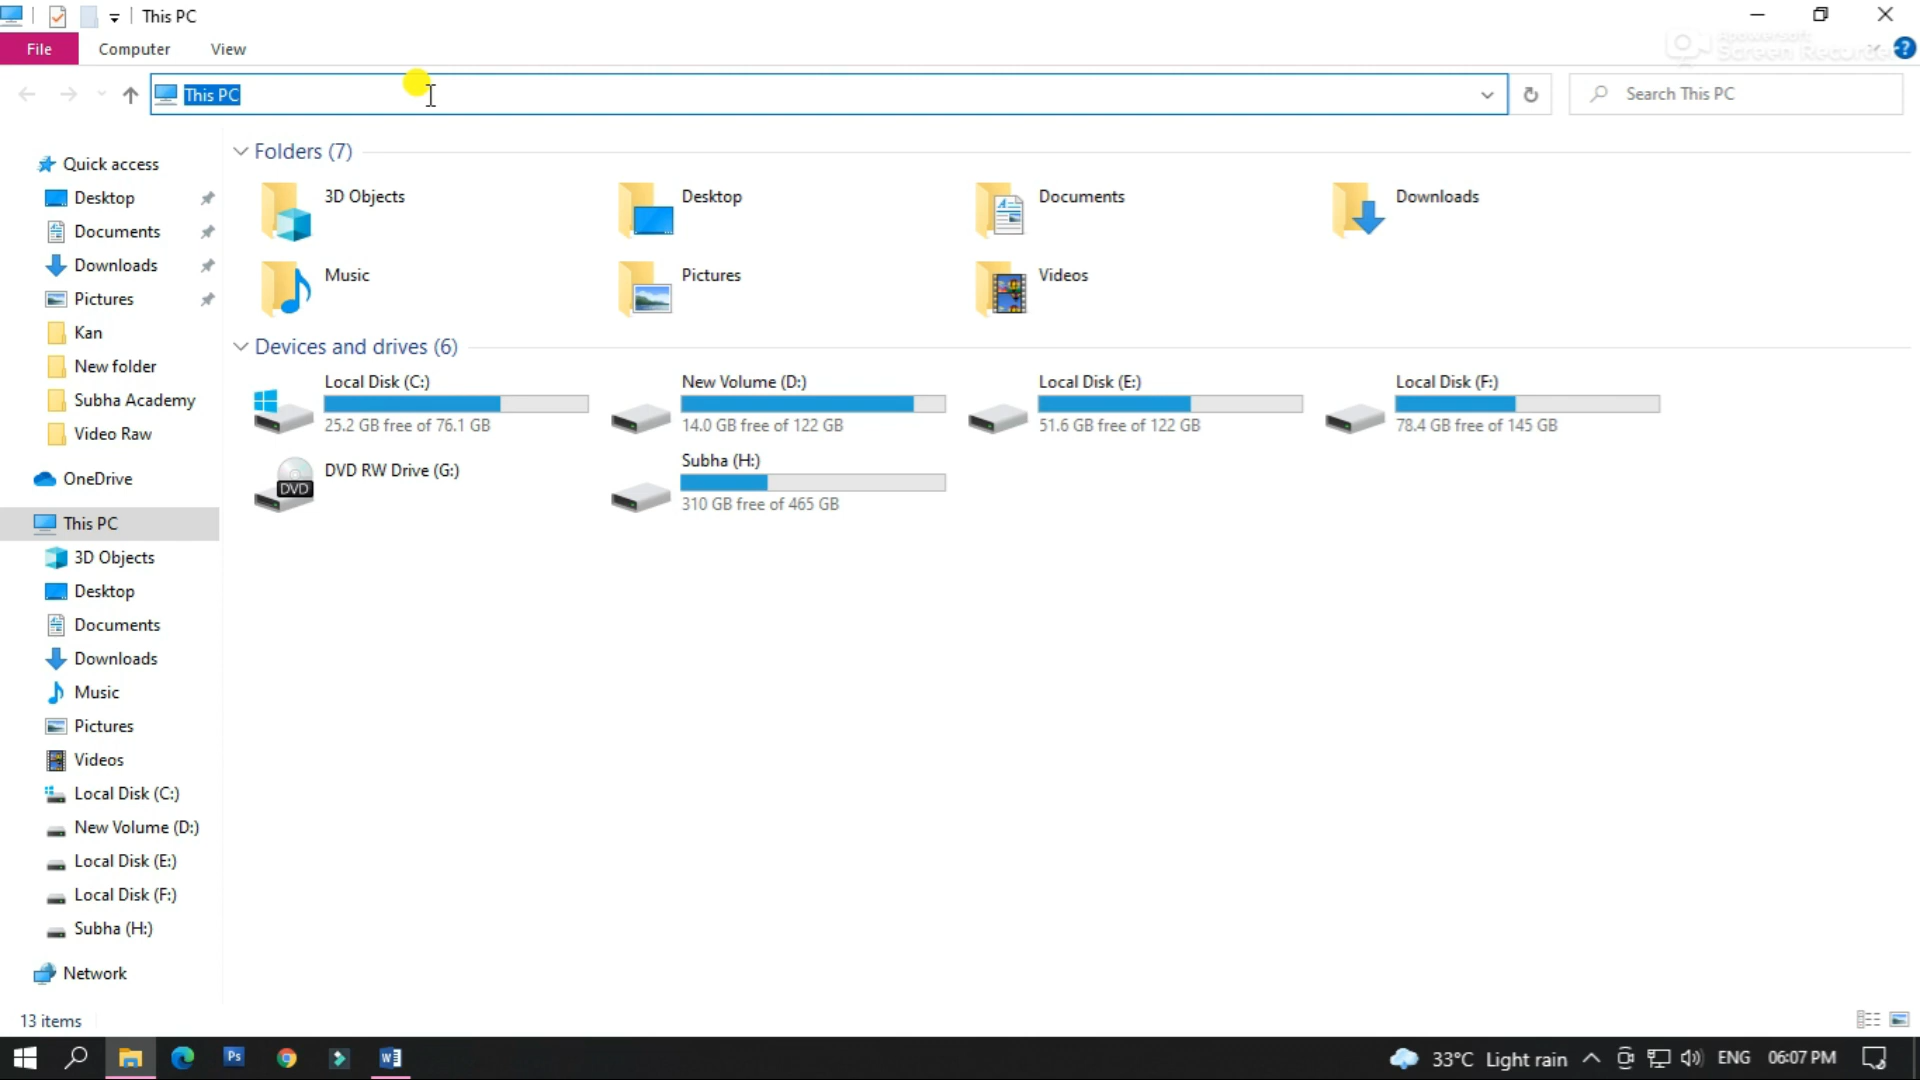 This PC
File Computer View
Apowersoft
Screen Recorder
This PC
Search This PC
Quick access
Desktop
Documents
Downloads
Pictures
Kan
New folder
Subha Academy
Video Raw
OneDrive
This PC
3D Objects
Desktop
Documents
Downloads
Music
Pictures
Videos
Local Disk (C:)
New Volume (D:)
Local Disk (E:)
Local Disk (F:)
Subha (H:)
Network
Folders (7)
3D Objects
Desktop
Documents
Downloads
Music
Pictures
Videos
Devices and drives (6)
Local Disk (C:)
25.2 GB free of 76.1 GB
New Volume (D:)
14.0 GB free of 122 GB
Local Disk (E:)
51.6 GB free of 122 GB
Local Disk (F:)
78.4 GB free of 145 GB
DVD RW Drive (G:)
DVD
Subha (H:)
310 GB free of 465 GB
13 items
Ps
W
33°C Light rain
ENG
06:07 PM